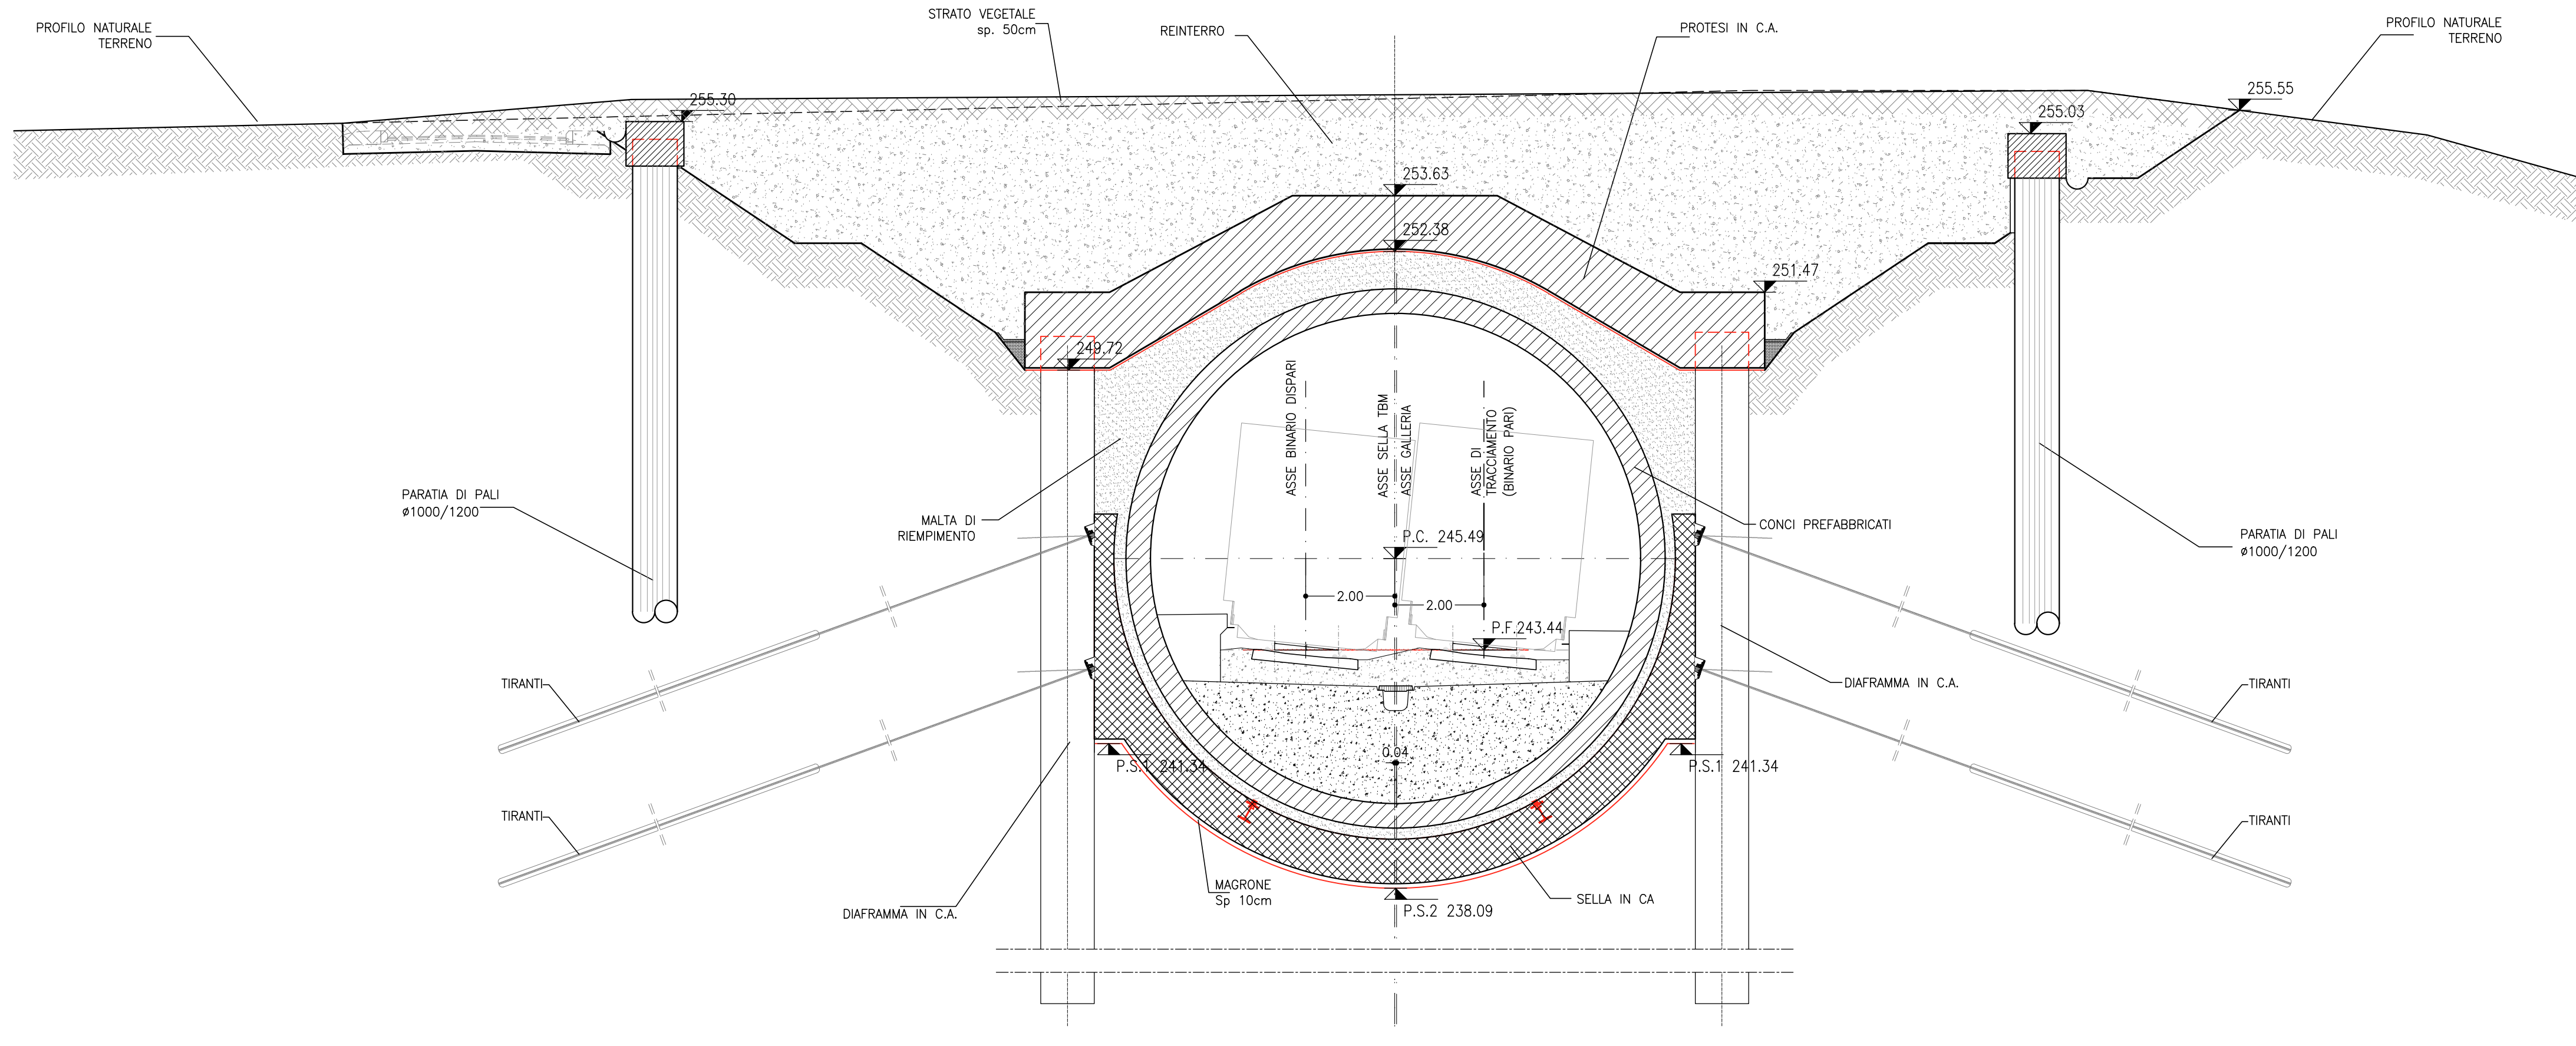 PROFILO NATURALE
TERRENO
STRATO VEGETALE
sp. 50cm
REINTERRO
PROTESI IN C.A.
PROFILO NATURALE
TERRENO
255.30
255.55
255.03
253.63
252.38
251.47
249.72
ASSE BINARIO DISPARI
ASSE SELLA TBM
ASSE GALLERIA
ASSE DI
TRACCIAMENTO
(BINARIO PARI)
PARATIA DI PALI
ø1000/1200
MALTA DI
RIEMPIMENTO
CONCI PREFABBRICATI
P.C. 245.49
PARATIA DI PALI
ø1000/1200
2.00
2.00
P.F.243.44
TIRANTI
DIAFRAMMA IN C.A.
TIRANTI
0.04
P.S.1 241.34
P.S.1 241.34
TIRANTI
TIRANTI
MAGRONE
Sp 10cm
SELLA IN CA
DIAFRAMMA IN C.A.
P.S.2 238.09